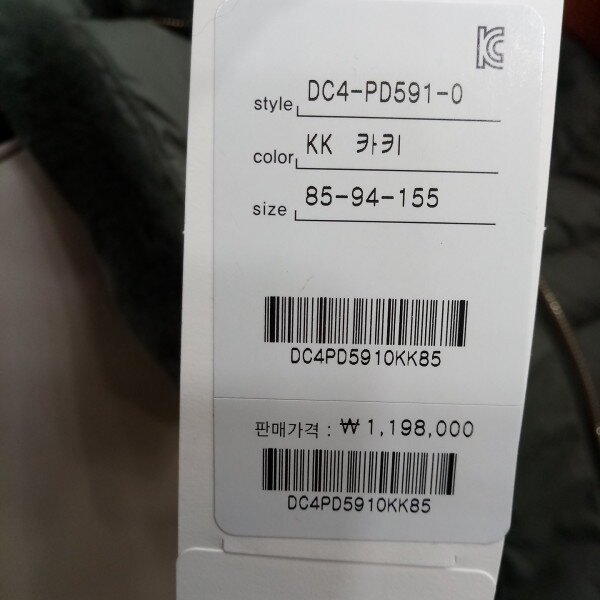 style DC4-PD591-0
color KK 카키
size 85-94-155
DC4PD5910KK85
판매가격 : ₩ 1,198,000
DC4PD5910KK85